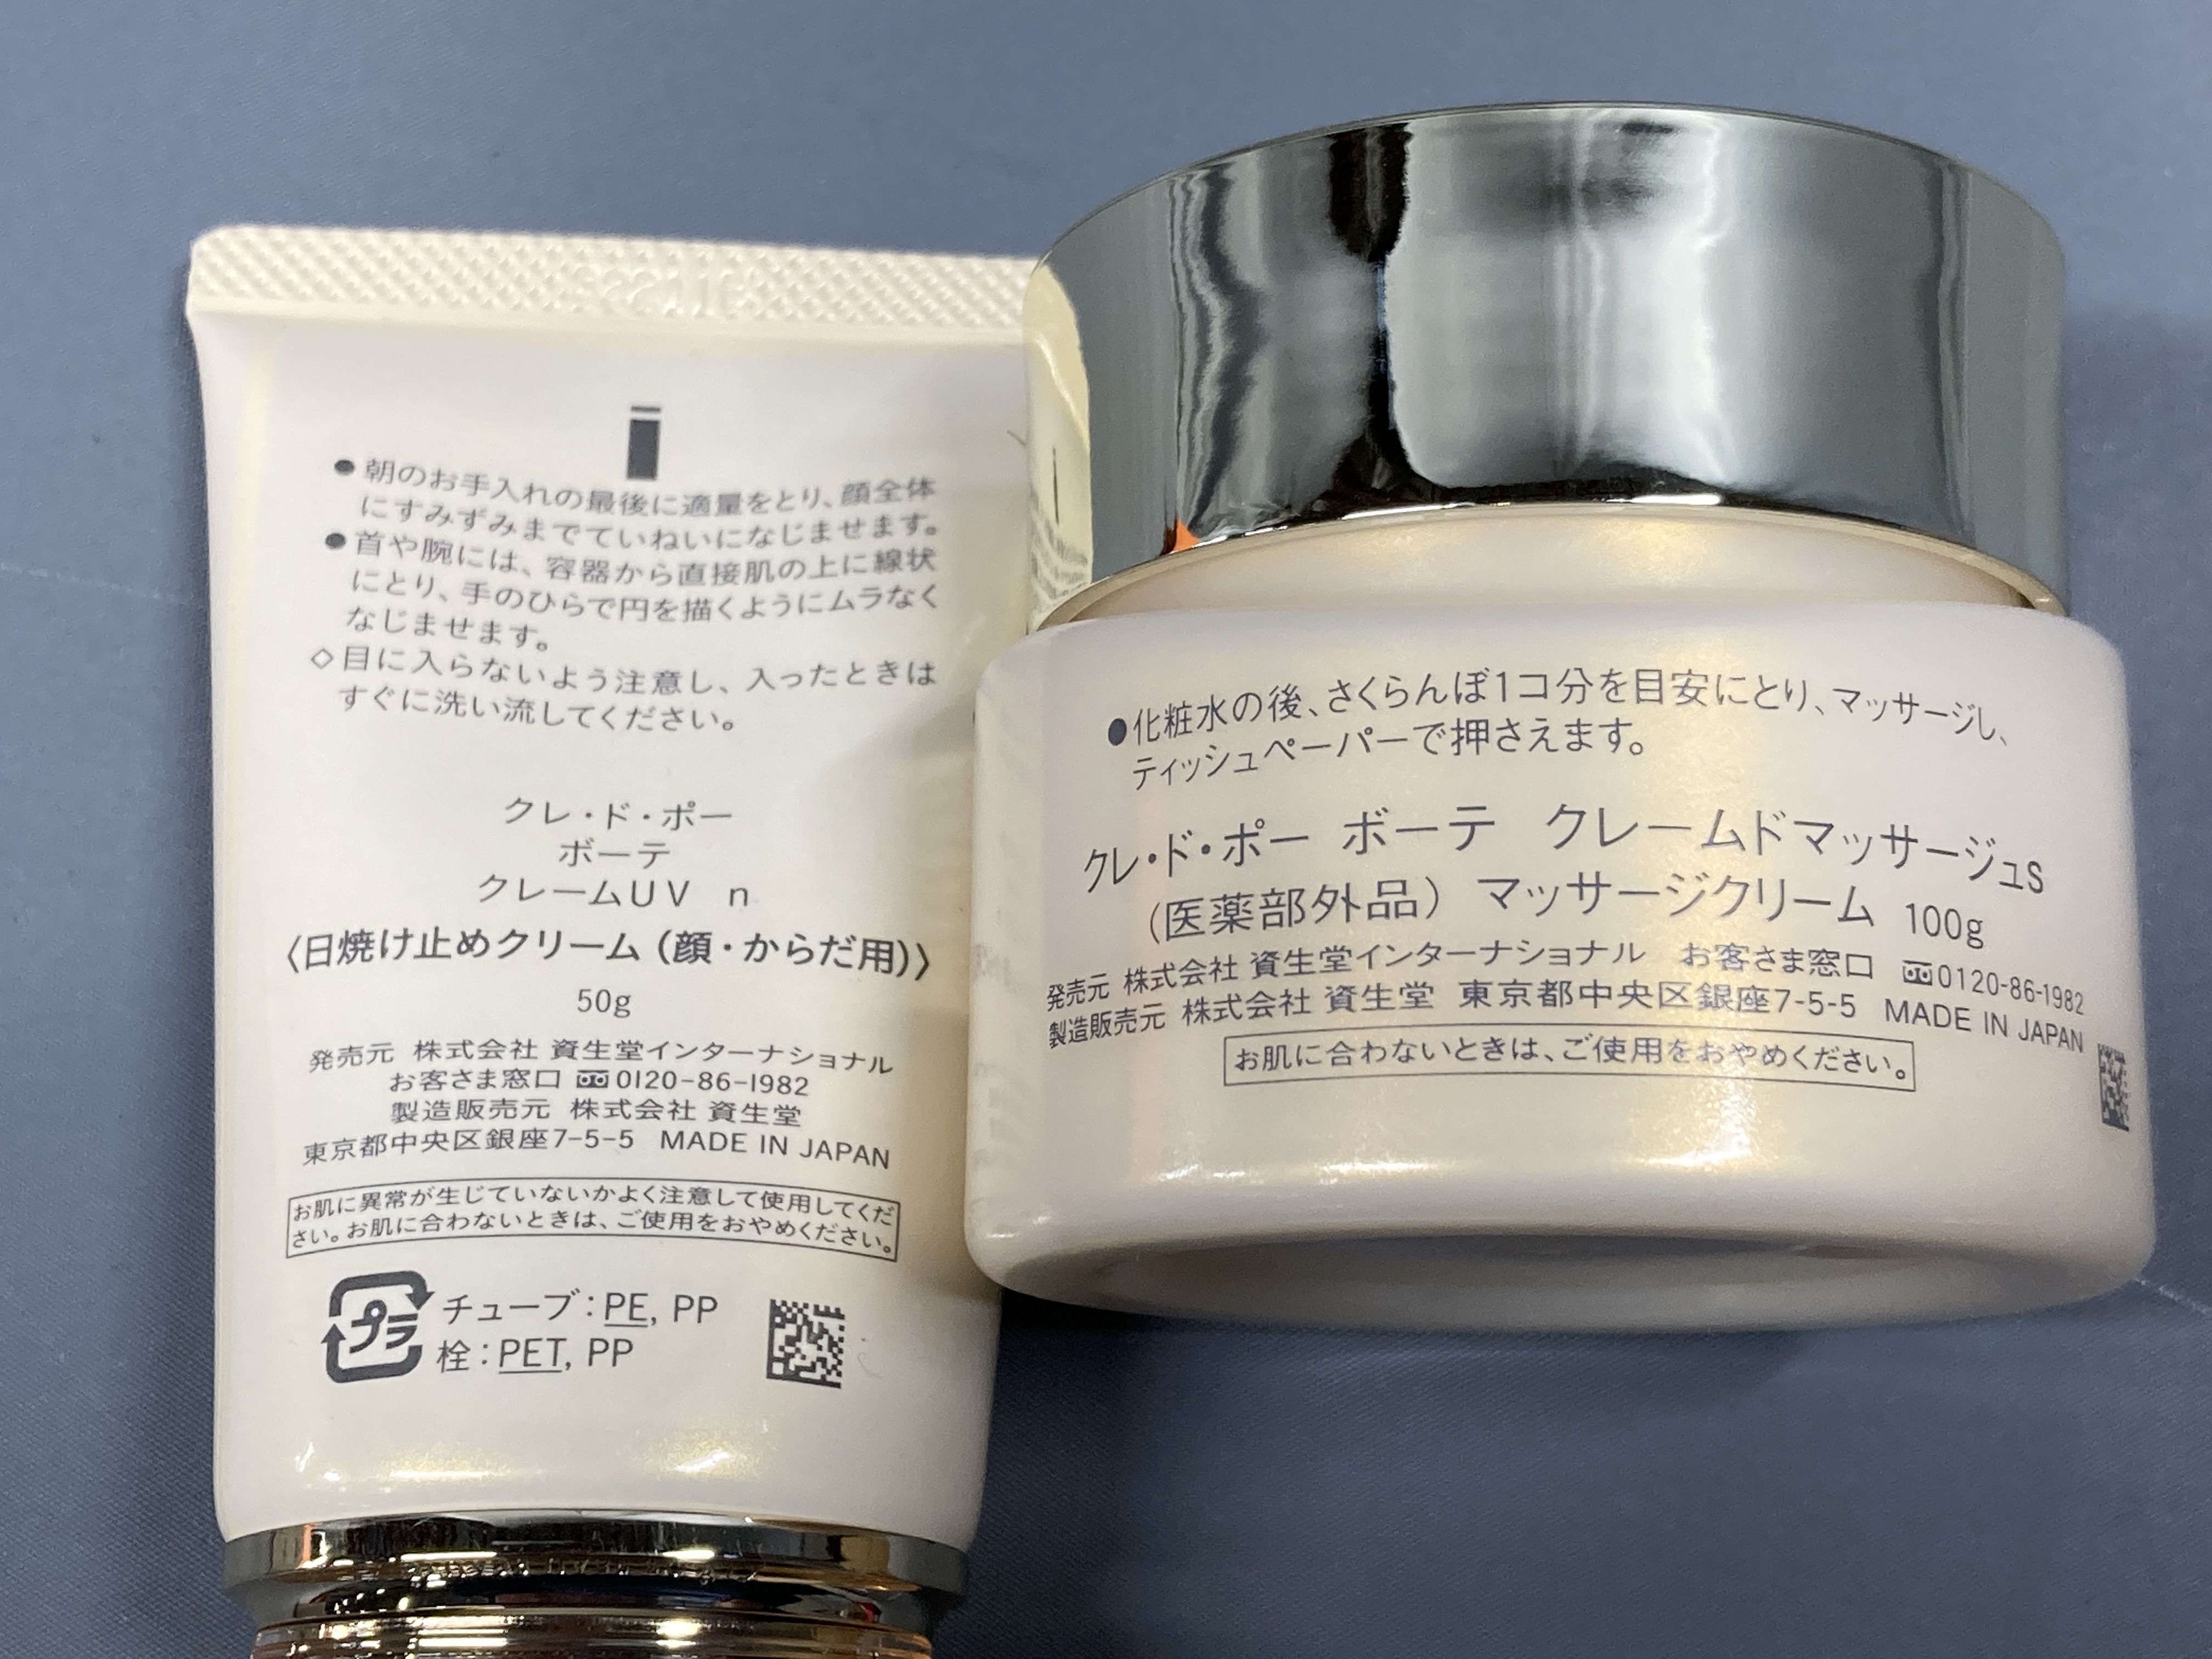 ●朝のお手入れの最後に適量をとり、顔全体
にすみずみまでていねいになじませます。
●首や腕には、容器から直接肌の上に線状
にとり、手のひらで円を描くようにムラなく
なじませます。
◇目に入らないよう注意し、入ったときは
すぐに洗い流してください。
クレ・ド・ポー
ボーテ
クレームUV n
〈日焼け止めクリーム(顔・からだ用)〉
50g
発売元 株式会社 資生堂インターナショナル
お客さま窓口 0120-86-1982
製造販売元 株式会社 資生堂
東京都中央区銀座7-5-5 MADE IN JAPAN
お肌に異常が生じていないかよく注意して使用してくだ
さい。お肌に合わないときは、ご使用をおやめください。
プラ
チューブ:PE, PP
栓:PET, PP
●化粧水の後、さくらんぼ1コ分を目安にとり、マッサージし、
ティッシュペーパーで押さえます。
クレ・ド・ポー ボーテ クレームドマッサージュS
(医薬部外品) マッサージクリーム 100g
発売元 株式会社 資生堂インターナショナル お客さま窓口 0120-86-1982
製造販売元 株式会社 資生堂 東京都中央区銀座7-5-5 MADE IN JAPAN
お肌に合わないときは、ご使用をおやめください。